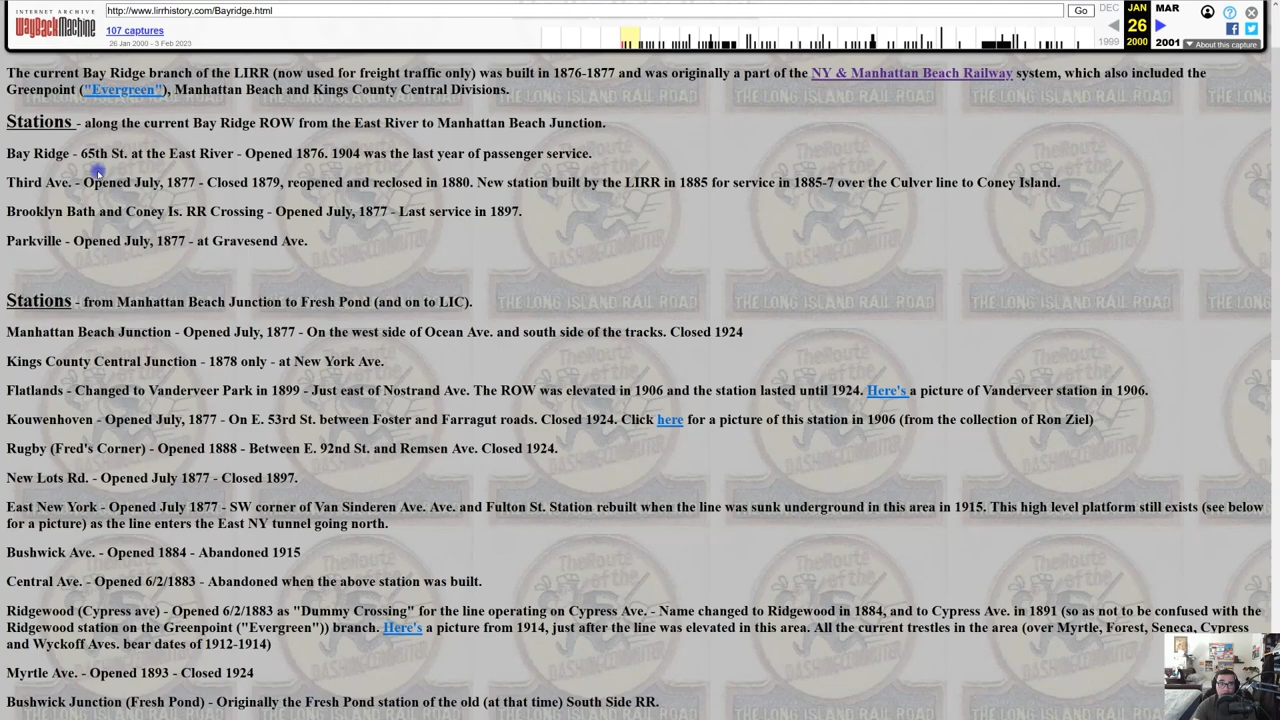 INTERNET ARCHIVE
WayBackMachine
http://www.lirrhistory.com/Bayridge.html
Go
DEC
JAN
MAR
107 captures
26 Jan 2000 - 3 Feb 2023
26
1999
2000
2001
About this capture
The current Bay Ridge branch of the LIRR (now used for freight traffic only) was built in 1876-1877 and was originally a part of the NY & Manhattan Beach Railway system, which also included the
Greenpoint ("Evergreen"), Manhattan Beach and Kings County Central Divisions.
Stations - along the current Bay Ridge ROW from the East River to Manhattan Beach Junction.
Bay Ridge - 65th St. at the East River - Opened 1876. 1904 was the last year of passenger service.
Third Ave. - Opened July, 1877 - Closed 1879, reopened and reclosed in 1880. New station built by the LIRR in 1885 for service in 1885-7 over the Culver line to Coney Island.
Brooklyn Bath and Coney Is. RR Crossing - Opened July, 1877 - Last service in 1897.
Parkville - Opened July, 1877 - at Gravesend Ave.
Stations - from Manhattan Beach Junction to Fresh Pond (and on to LIC).
Manhattan Beach Junction - Opened July, 1877 - On the west side of Ocean Ave. and south side of the tracks. Closed 1924
Kings County Central Junction - 1878 only - at New York Ave.
Flatlands - Changed to Vanderveer Park in 1899 - Just east of Nostrand Ave. The ROW was elevated in 1906 and the station lasted until 1924. Here's a picture of Vanderveer station in 1906.
Kouwenhoven - Opened July, 1877 - On E. 53rd St. between Foster and Farragut roads. Closed 1924. Click here for a picture of this station in 1906 (from the collection of Ron Ziel)
Rugby (Fred's Corner) - Opened 1888 - Between E. 92nd St. and Remsen Ave. Closed 1924.
New Lots Rd. - Opened July 1877 - Closed 1897.
East New York - Opened July 1877 - SW corner of Van Sinderen Ave. Ave. and Fulton St. Station rebuilt when the line was sunk underground in this area in 1915. This high level platform still exists (see below
for a picture) as the line enters the East NY tunnel going north.
Bushwick Ave. - Opened 1884 - Abandoned 1915
Central Ave. - Opened 6/2/1883 - Abandoned when the above station was built.
Ridgewood (Cypress ave) - Opened 6/2/1883 as "Dummy Crossing" for the line operating on Cypress Ave. - Name changed to Ridgewood in 1884, and to Cypress Ave. in 1891 (so as not to be confused with the
Ridgewood station on the Greenpoint ("Evergreen")) branch. Here's a picture from 1914, just after the line was elevated in this area. All the current trestles in the area (over Myrtle, Forest, Seneca, Cypress
and Wyckoff Aves. bear dates of 1912-1914)
Myrtle Ave. - Opened 1893 - Closed 1924
Bushwick Junction (Fresh Pond) - Originally the Fresh Pond station of the old (at that time) South Side RR.